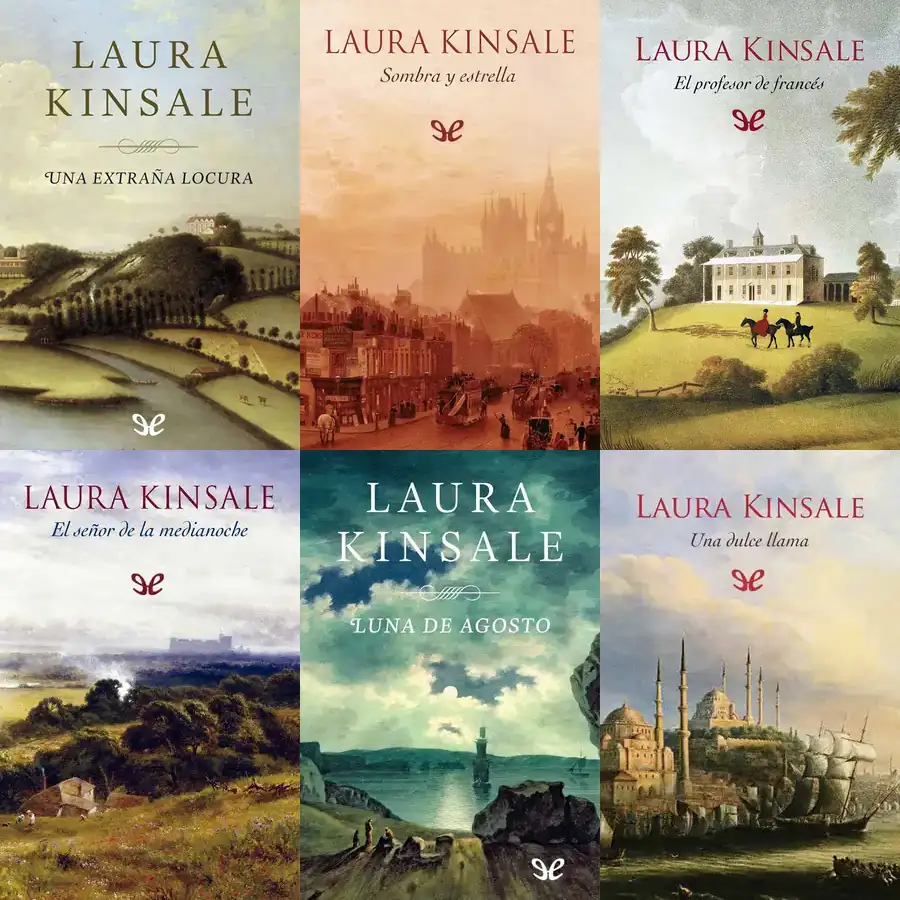 LAURA
KINSALE
UNA EXTRAÑA LOCURA
LAURA KINSALE
Sombra y estrella
LAURA KINSALE
El profesor de francés
LAURA KINSALE
El señor de la medianoche
LAURA
KINSALE
LUNA DE AGOSTO
LAURA KINSALE
Una dulce llama